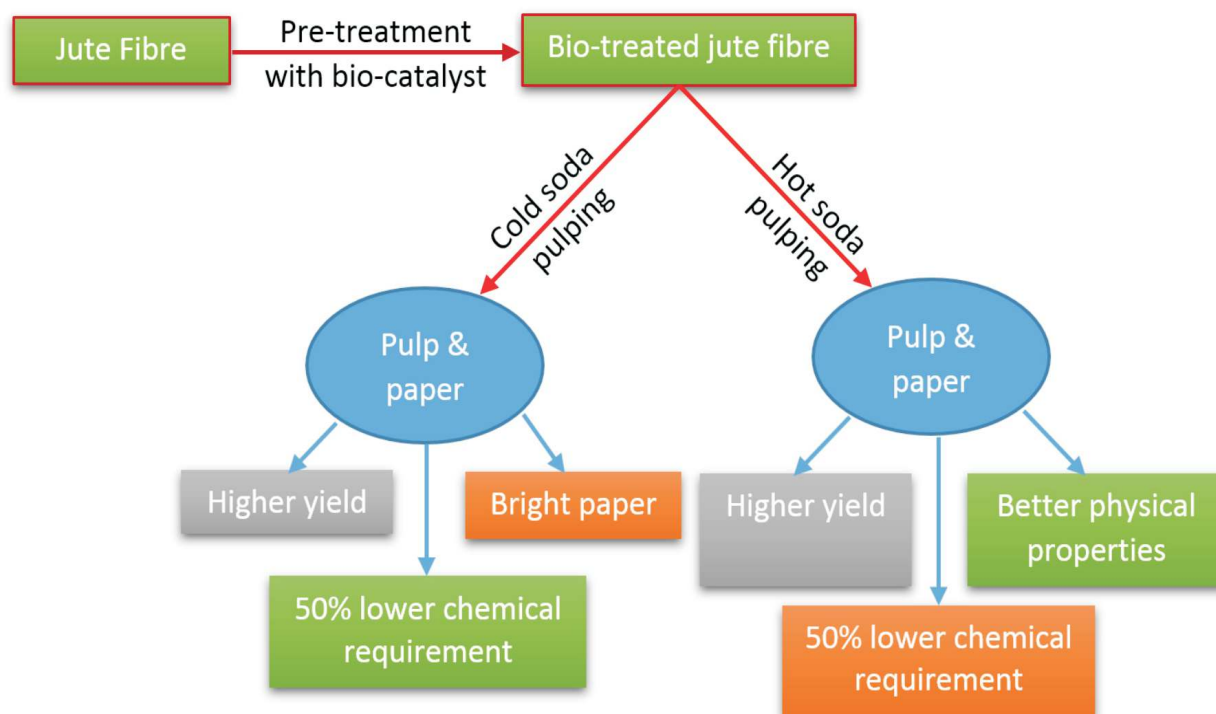 Jute Fibre
Pre-treatment
with bio-catalyst
Bio-treated jute fibre
Cold soda
pulping
Hot soda
pulping
Pulp &
paper
Pulp &
paper
Higher yield
Bright paper
50% lower chemical
requirement
Higher yield
Better physical
properties
50% lower chemical
requirement